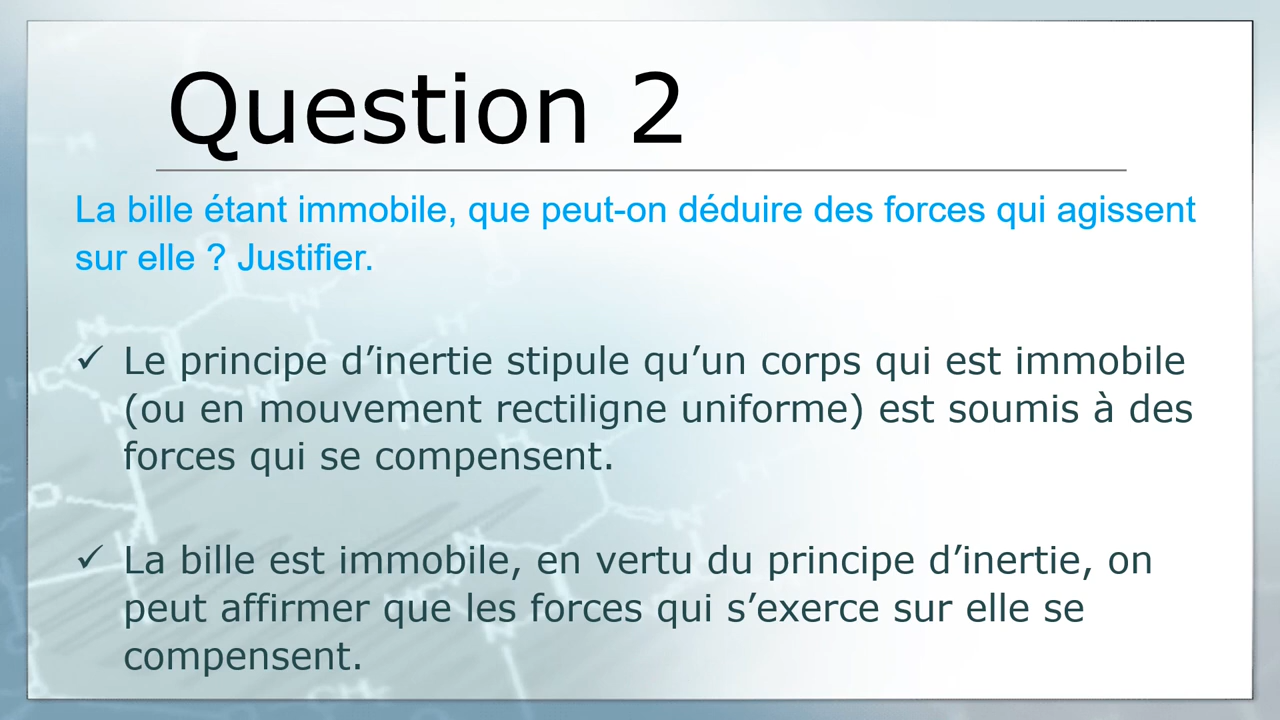 Question 2
La bille étant immobile, que peut-on déduire des forces qui agissent
sur elle ? Justifier.
✓ Le principe d’inertie stipule qu’un corps qui est immobile
(ou en mouvement rectiligne uniforme) est soumis à des
forces qui se compensent.
✓ La bille est immobile, en vertu du principe d’inertie, on
peut affirmer que les forces qui s’exerce sur elle se
compensent.